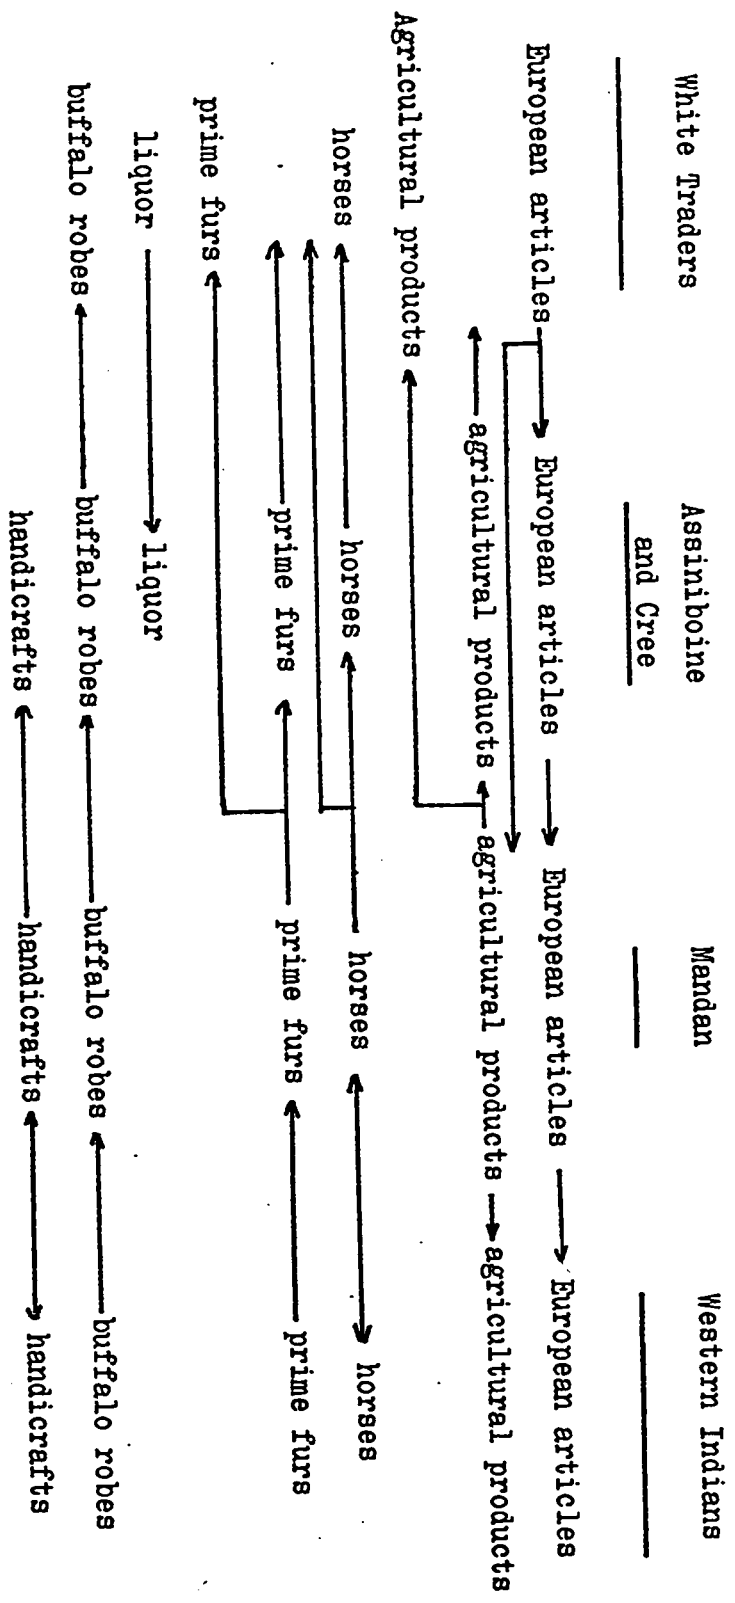 White Traders
Assiniboine
and Cree
Mandan
Western Indians
European articles
European articles
European articles
European articles
agricultural products
agricultural products
agricultural products
Agricultural products
horses
horses
horses
horses
prime furs
prime furs
prime furs
prime furs
liquor
liquor
buffalo robes
buffalo robes
buffalo robes
buffalo robes
handicrafts
handicrafts
handicrafts